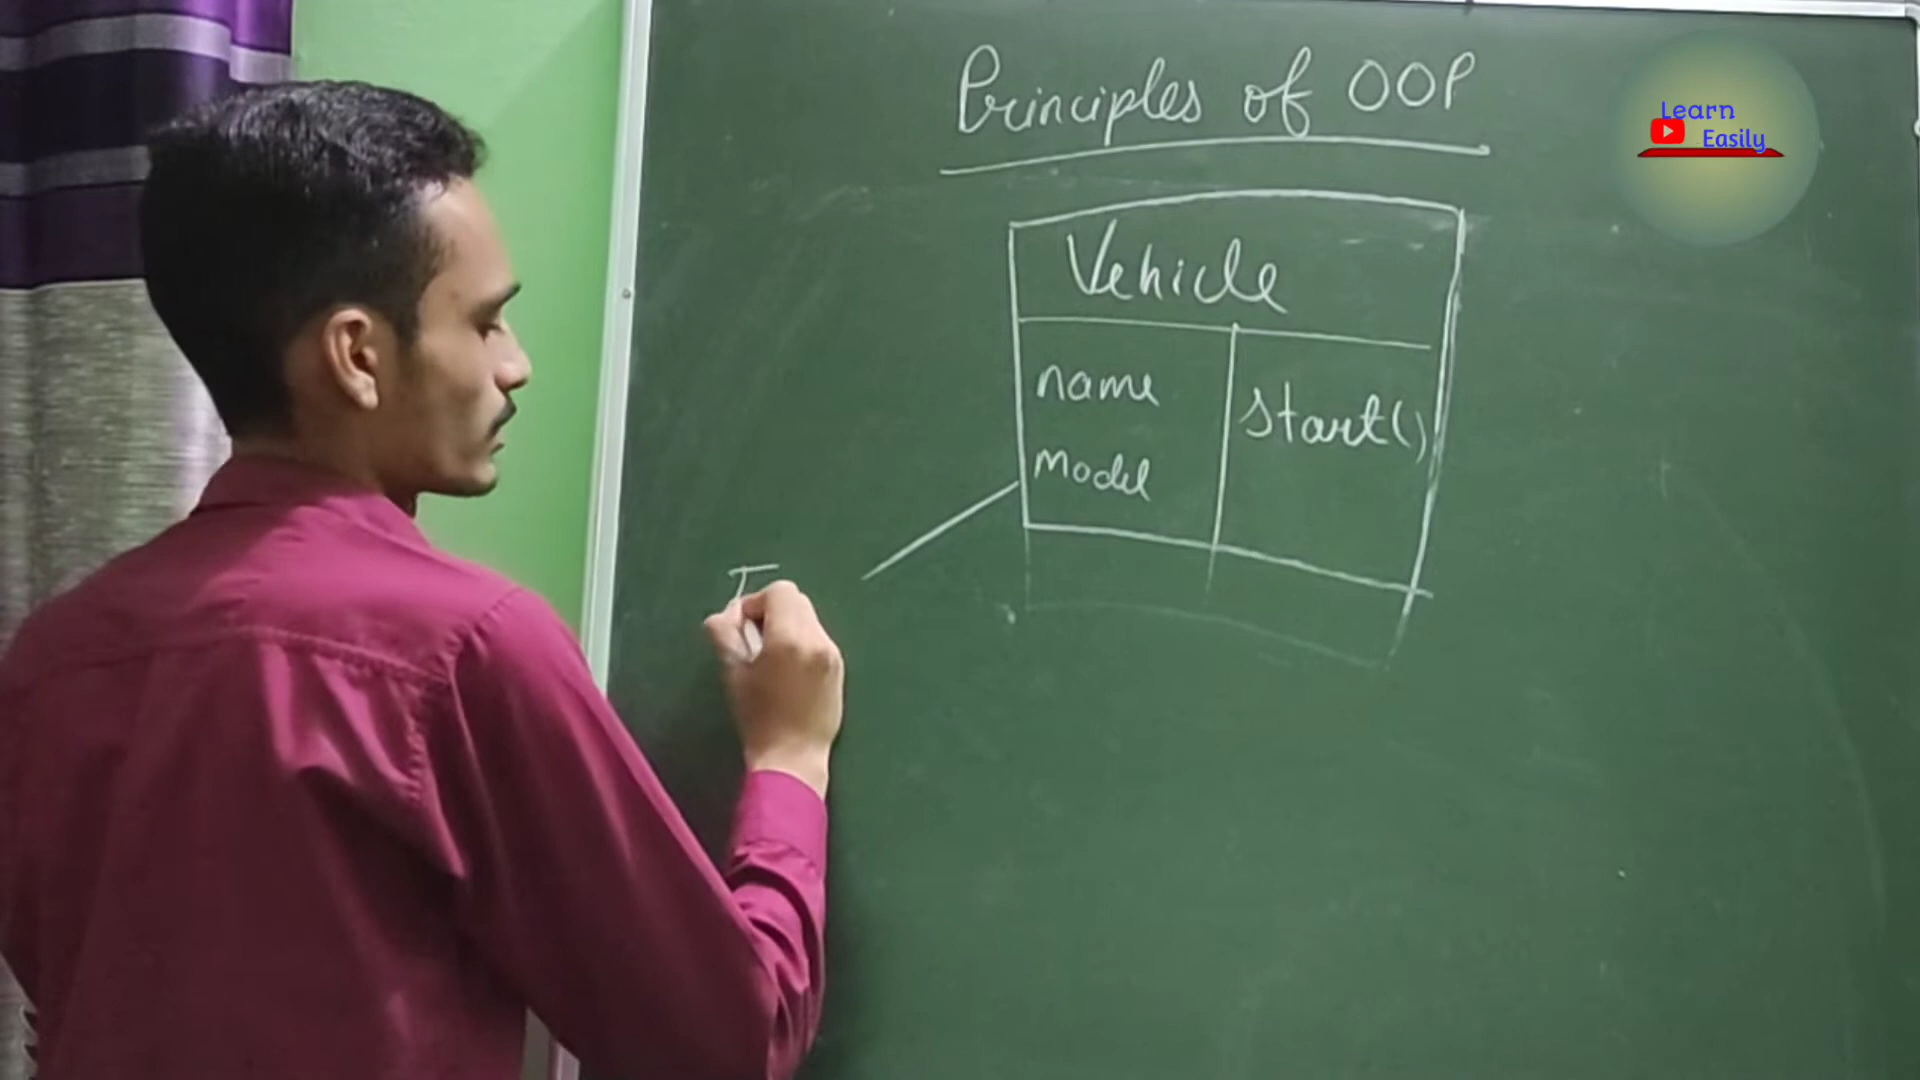 Principles of OOP
Learn
Easily
Vehicle
name
start()
Model